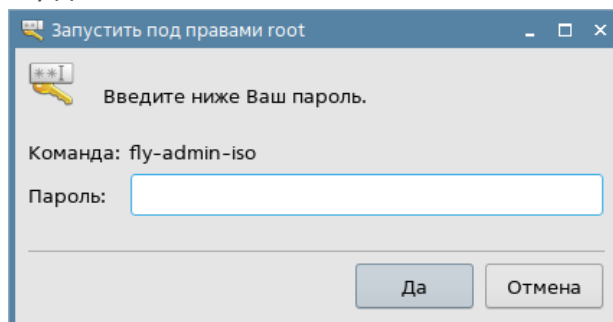 Запустить под правами root
**I
Введите ниже Ваш пароль.
Команда: fly-admin-iso
Пароль:
Да Отмена